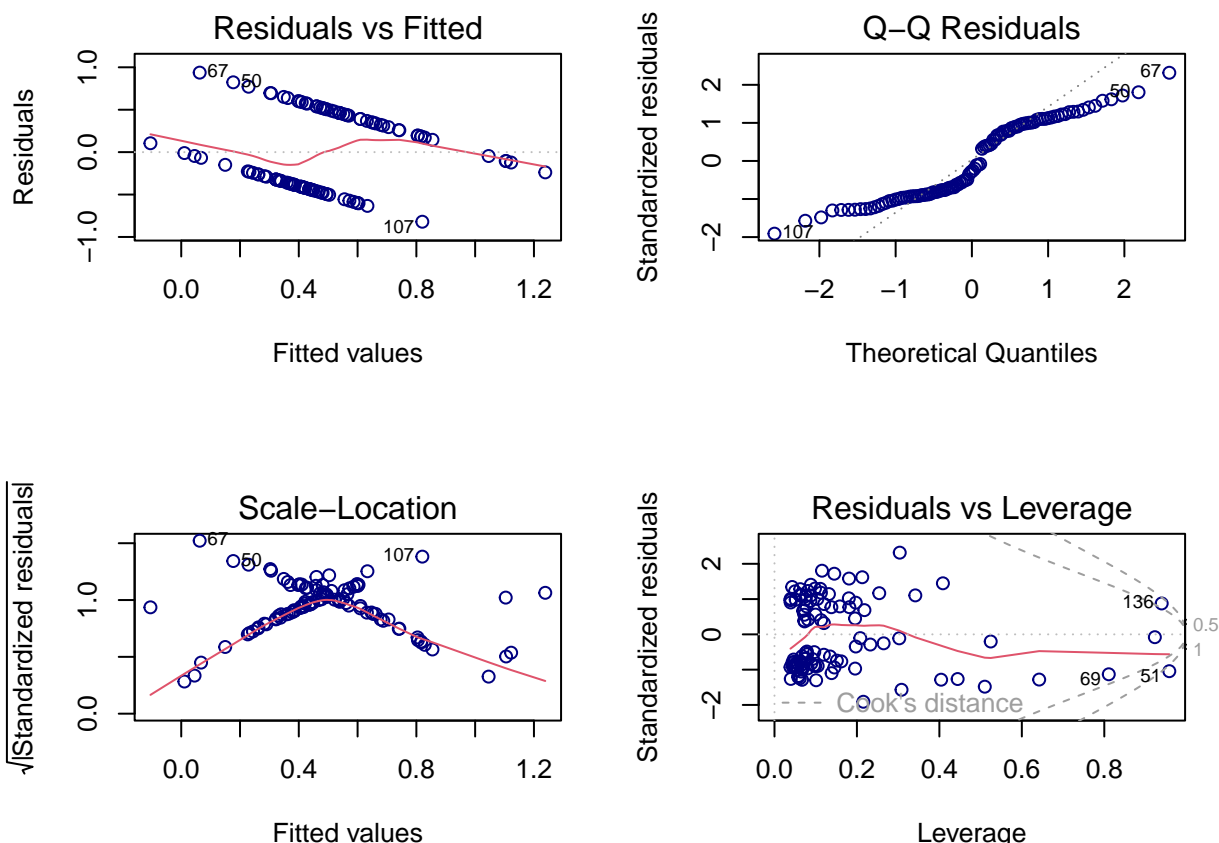 Residuals vs Fitted
Residuals
1.0
0.0
−1.0
67
50
107
0.0 0.4 0.8 1.2
Fitted values
Q−Q Residuals
Standardized residuals
2
1
0
−2
67
50
107
−2 −1 0 1 2
Theoretical Quantiles
Scale−Location
√|Standardized residuals|
1.0
0.0
67
50
107
0.0 0.4 0.8 1.2
Fitted values
Residuals vs Leverage
Standardized residuals
2
1
0
−2
136
0.5
1
69
51
Cook's distance
0.0 0.2 0.4 0.6 0.8
Leverage